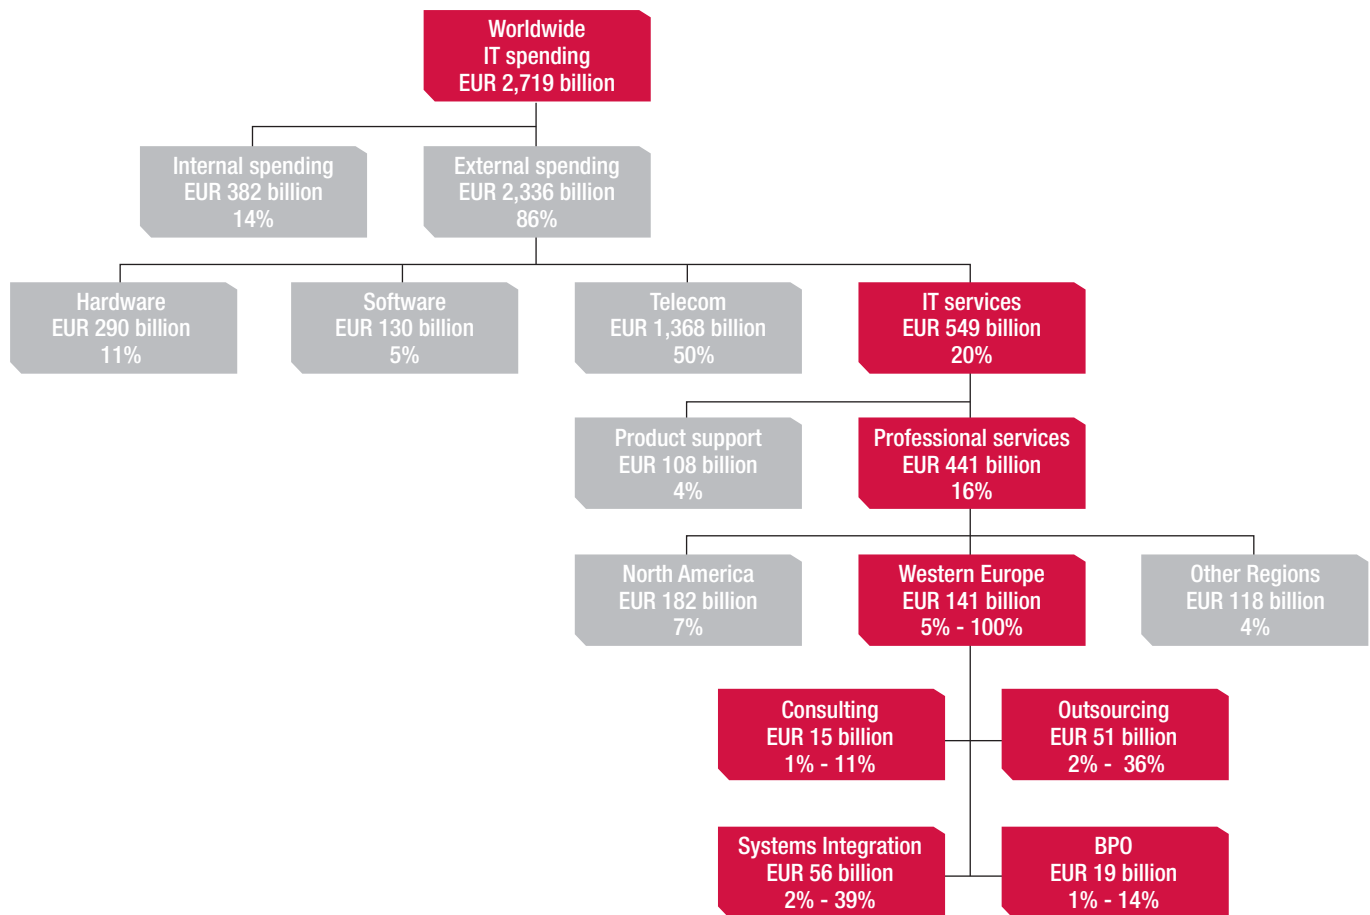 Worldwide
IT spending
EUR 2,719 billion
Internal spending
EUR 382 billion
14%
External spending
EUR 2,336 billion
86%
Hardware
EUR 290 billion
11%
Software
EUR 130 billion
5%
Telecom
EUR 1,368 billion
50%
IT services
EUR 549 billion
20%
Product support
EUR 108 billion
4%
Professional services
EUR 441 billion
16%
North America
EUR 182 billion
7%
Western Europe
EUR 141 billion
5% - 100%
Other Regions
EUR 118 billion
4%
Consulting
EUR 15 billion
1% - 11%
Outsourcing
EUR 51 billion
2% - 36%
Systems Integration
EUR 56 billion
2% - 39%
BPO
EUR 19 billion
1% - 14%